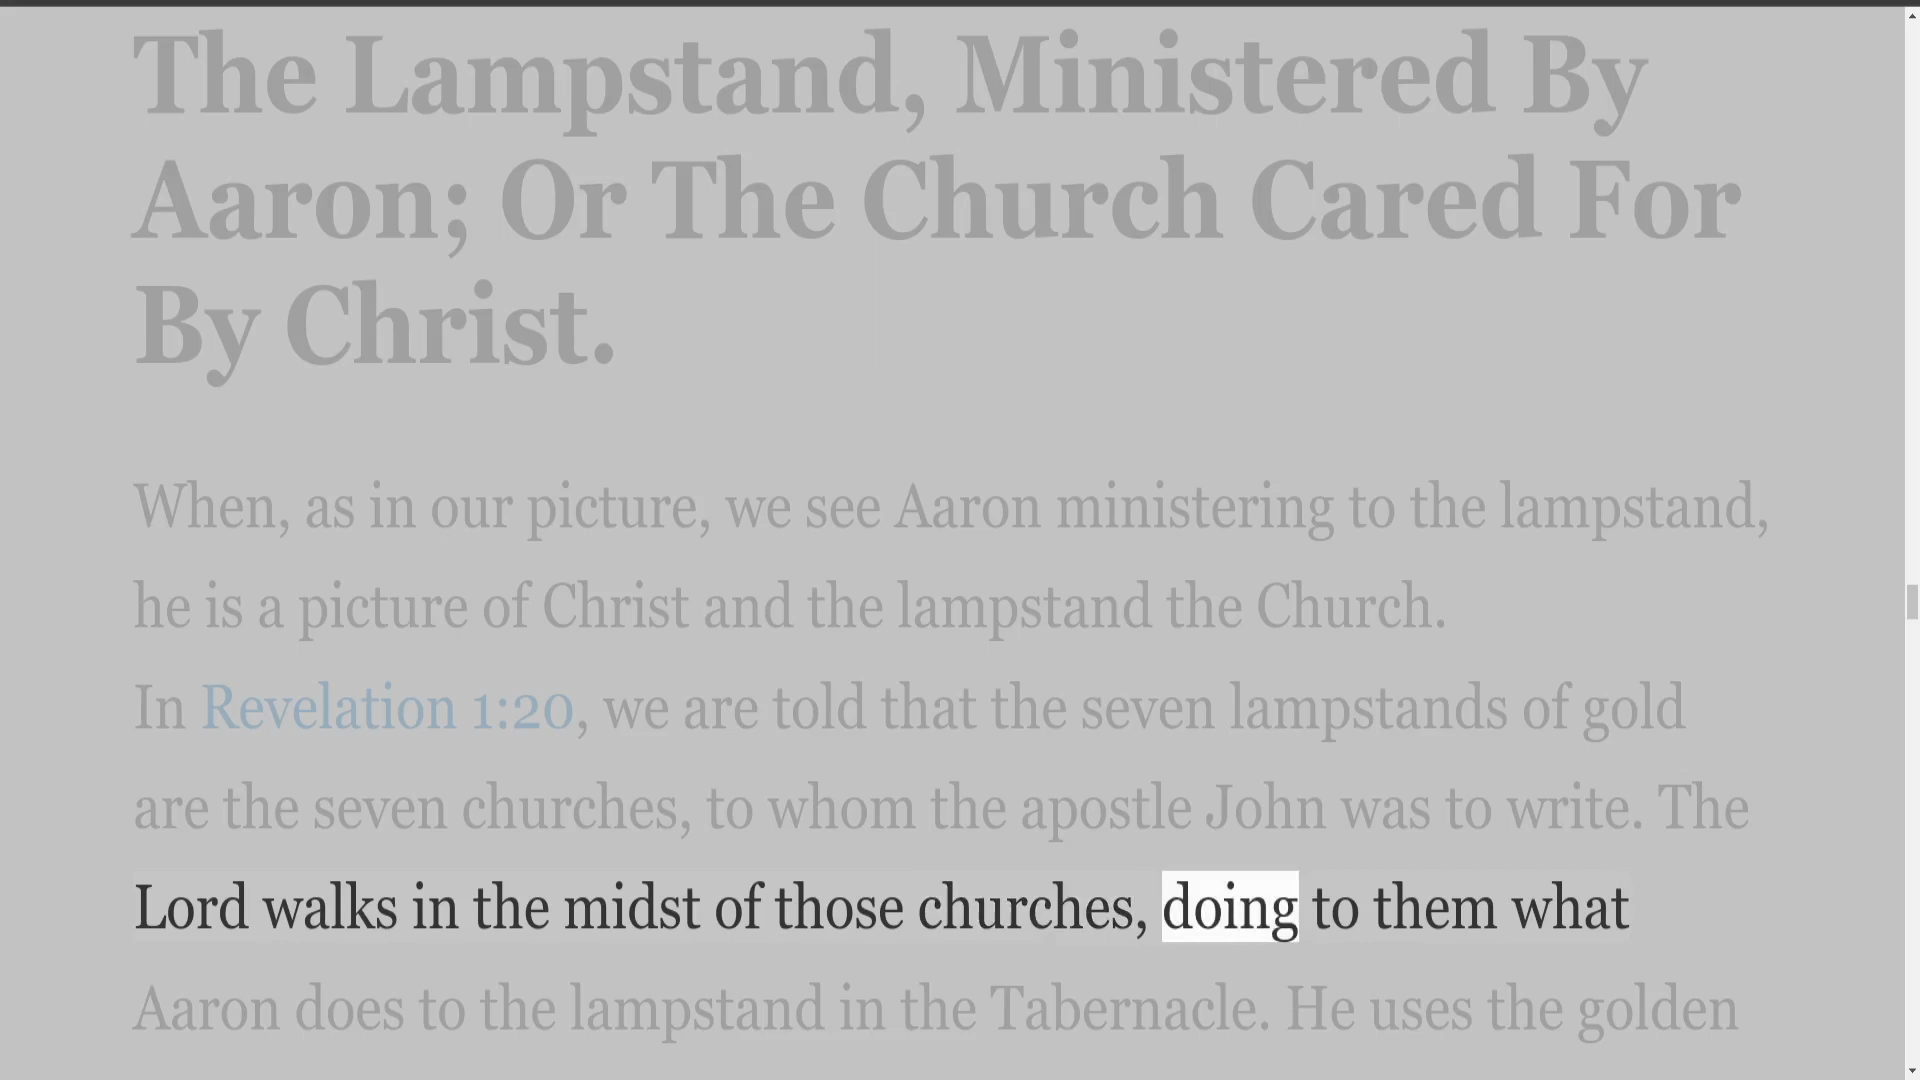 The Lampstand, Ministered By
Aaron; Or The Church Cared For
By Christ.
When, as in our picture, we see Aaron ministering to the lampstand,
he is a picture of Christ and the lampstand the Church.
In Revelation 1:20, we are told that the seven lampstands of gold
are the seven churches, to whom the apostle John was to write. The
Lord walks in the midst of those churches, doing to them what
Aaron does to the lampstand in the Tabernacle. He uses the golden